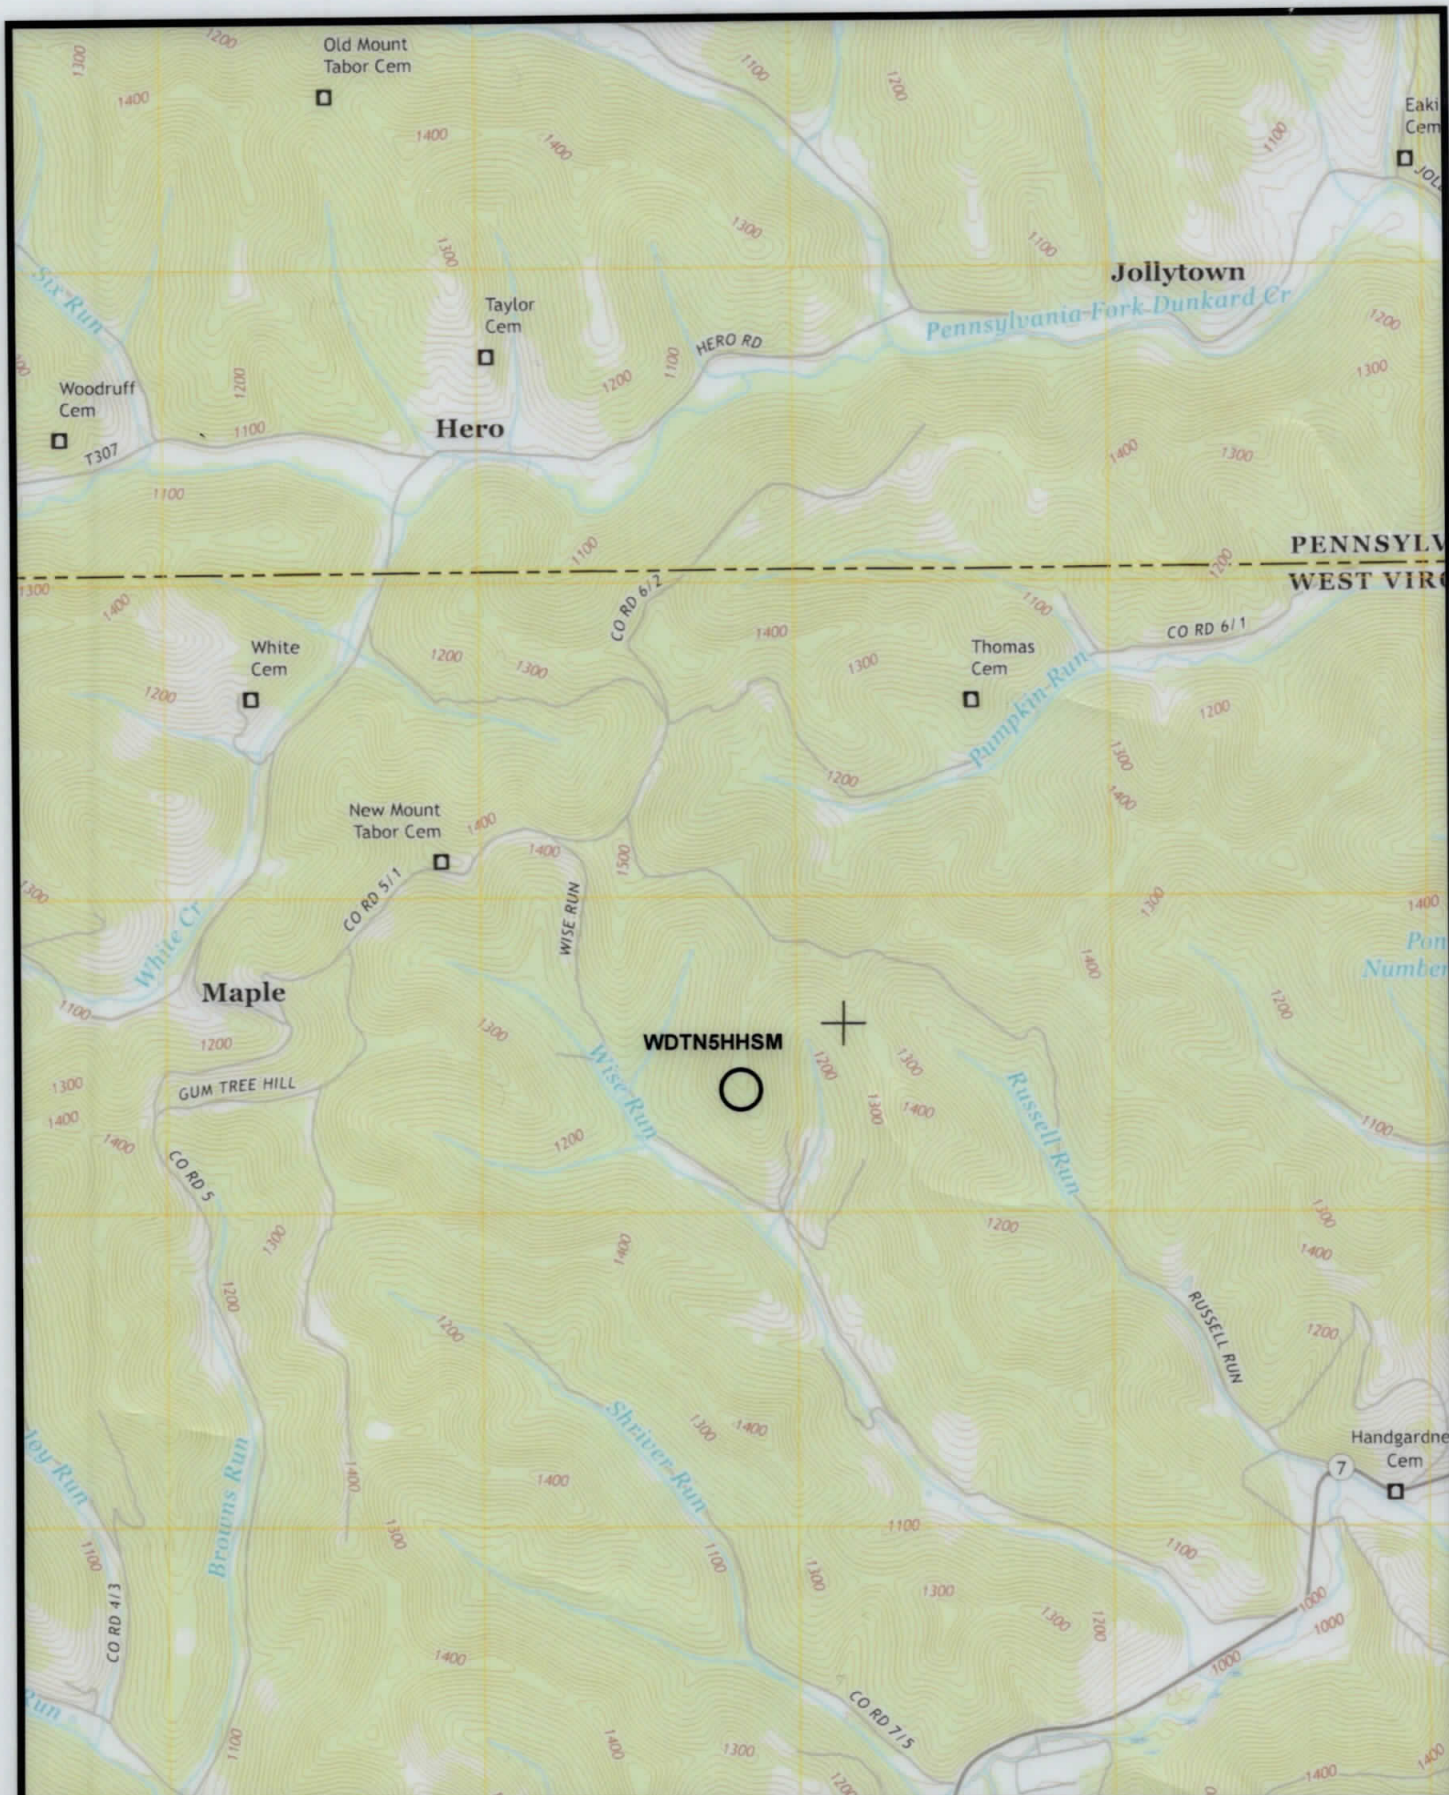 1300
1200
Old Mount
Tabor Cem
1100
1200
1400
1400
1400
1100
Eaki
Cem
JOL
1300
1300
1100
Jollytown
Six Run
Taylor
Cem
Pennsylvania Fork Dunkard Cr
1200
HERO RD
1100
1200
1200
1300
Woodruff
Cem
Hero
1100
T307
1400
1300
1100
1100
PENNSYLV
WEST VIR
1300
1400
CO RD 6/2
1200
1100
CO RD 6/1
White
Cem
1400
1200
1300
1300
Thomas
Cem
Pumpkin Run
1200
1200
1300
1200
1400
New Mount
Tabor Cem
1400
1400
1500
CO RD 5/1
1300
WISE RUN
1300
1400
White Cr
Pon
Number
1400
Maple
1100
1200
1200
1300
WDTN5HHSM
Wise Run
1200
1300
Russell Run
1300
GUM TREE HILL
1300
1400
1400
1400
1200
1100
CO RD 5
1300
1400
1200
1300
1400
1200
1200
RUSSELL RUN
1200
Shriver Run
1300
1400
Handgardne
Cem
7
Browns Run
1400
1400
1300
1100
1100
1100
1100
1300
1300
CO RD 4/3
1300
1200
1000
1000
1400
1000
Run
CO RD 7/5
1100
1400
1300
1200
1400
1400